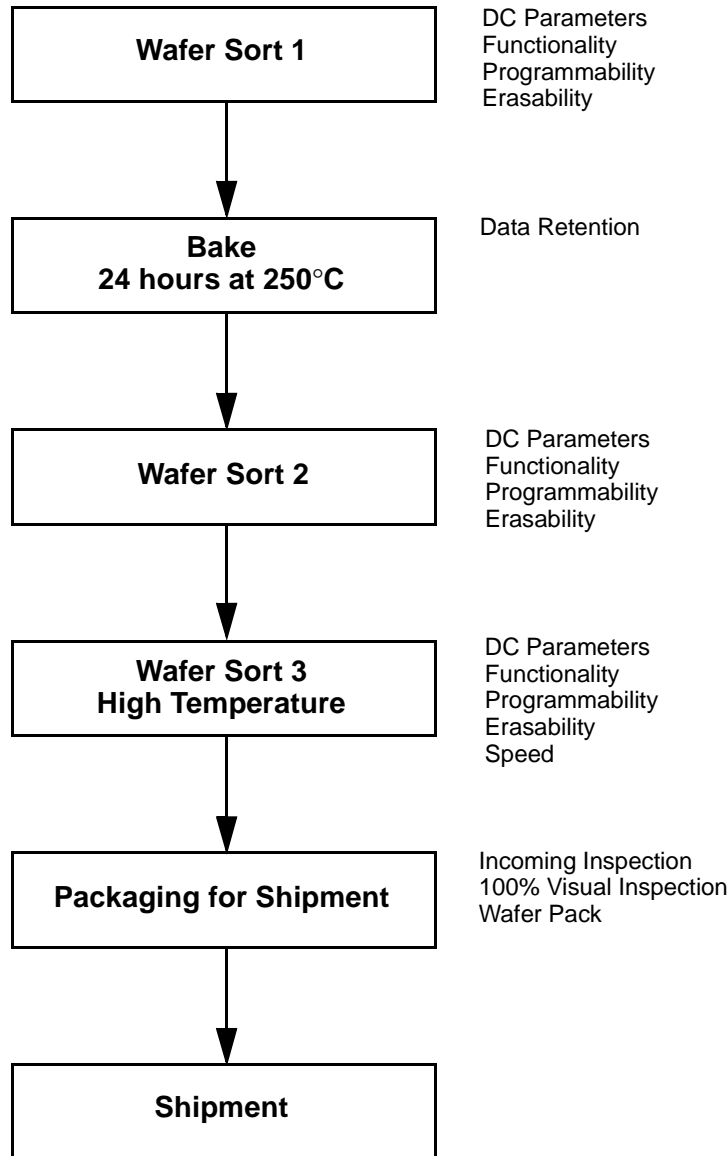 Wafer Sort 1
DC Parameters
Functionality
Programmability
Erasability
Bake
24 hours at 250°C
Data Retention
Wafer Sort 2
DC Parameters
Functionality
Programmability
Erasability
Wafer Sort 3
High Temperature
DC Parameters
Functionality
Programmability
Erasability
Speed
Packaging for Shipment
Incoming Inspection
100% Visual Inspection
Wafer Pack
Shipment